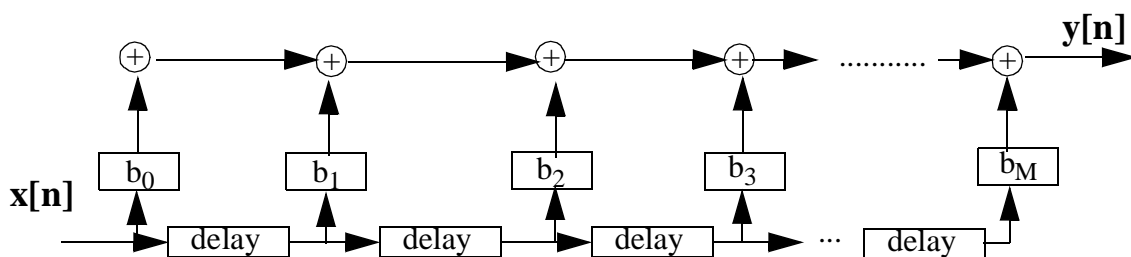 y[n]
+ + + + ........... +
b0 b1 b2 b3 bM
x[n]
delay delay delay ... delay